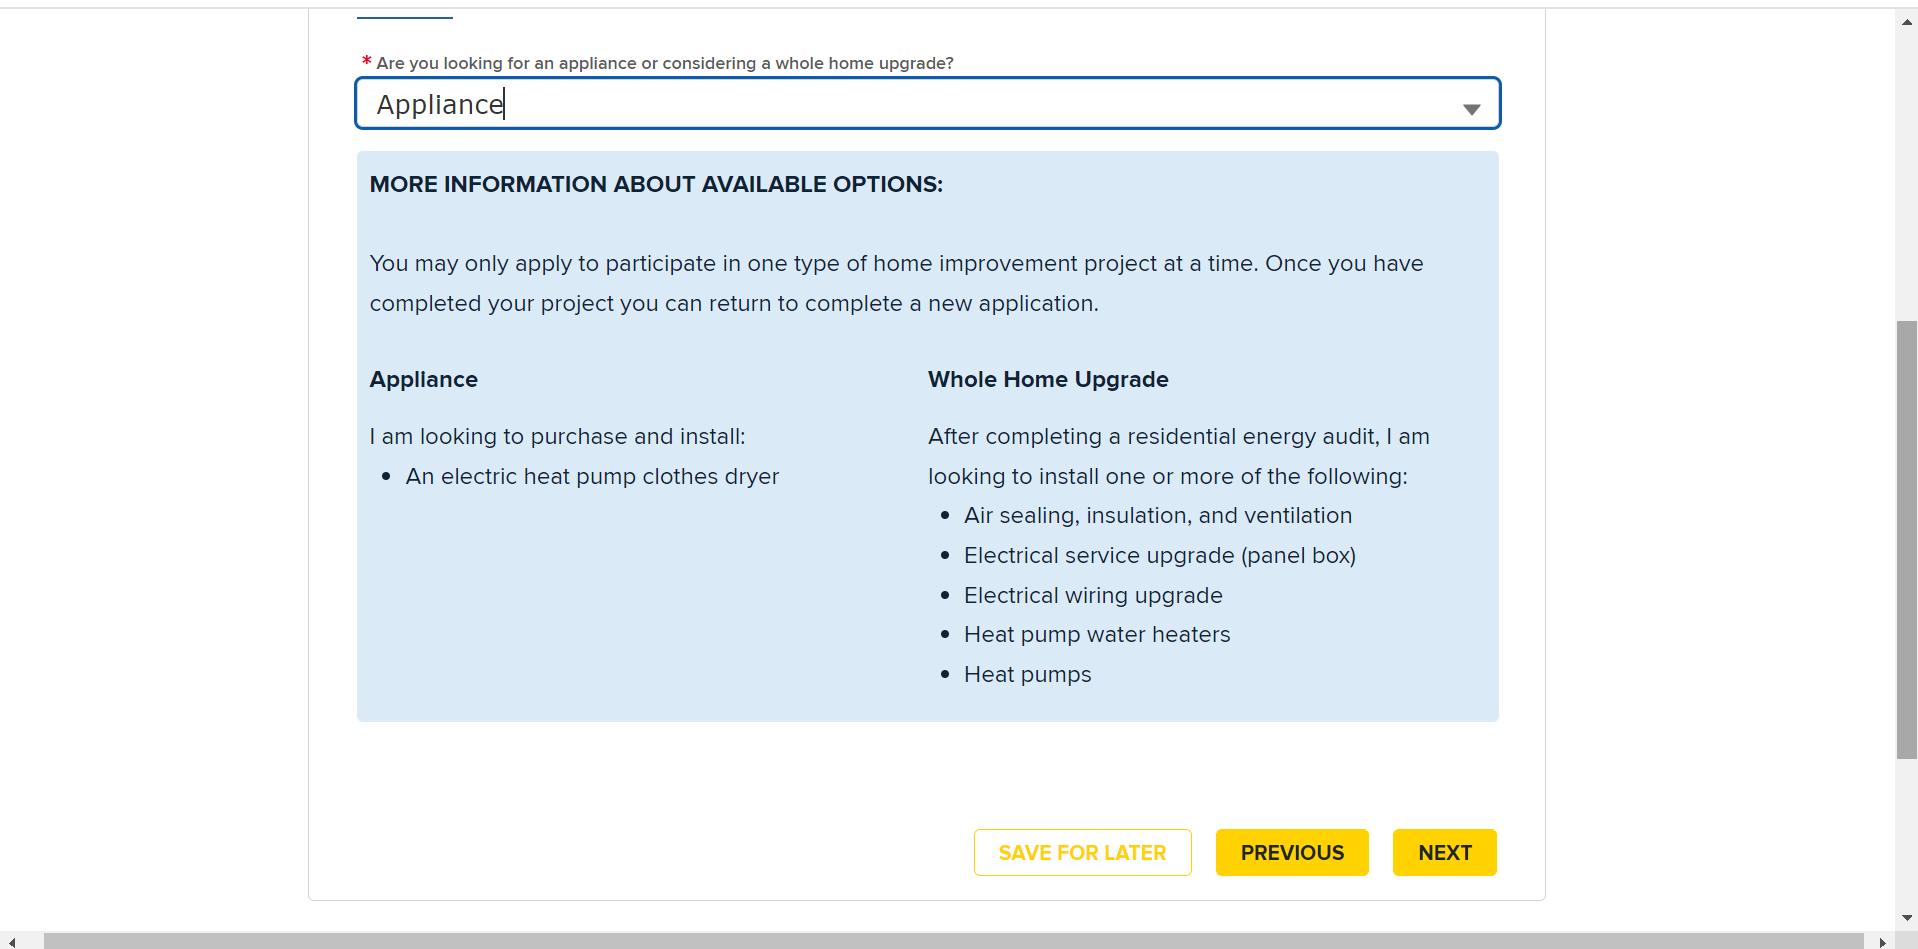 * Are you looking for an appliance or considering a whole home upgrade?
Appliance
MORE INFORMATION ABOUT AVAILABLE OPTIONS:
You may only apply to participate in one type of home improvement project at a time. Once you have
completed your project you can return to complete a new application.
Appliance
I am looking to purchase and install:
• An electric heat pump clothes dryer
Whole Home Upgrade
After completing a residential energy audit, I am
looking to install one or more of the following:
• Air sealing, insulation, and ventilation
• Electrical service upgrade (panel box)
• Electrical wiring upgrade
• Heat pump water heaters
• Heat pumps
SAVE FOR LATER
PREVIOUS
NEXT